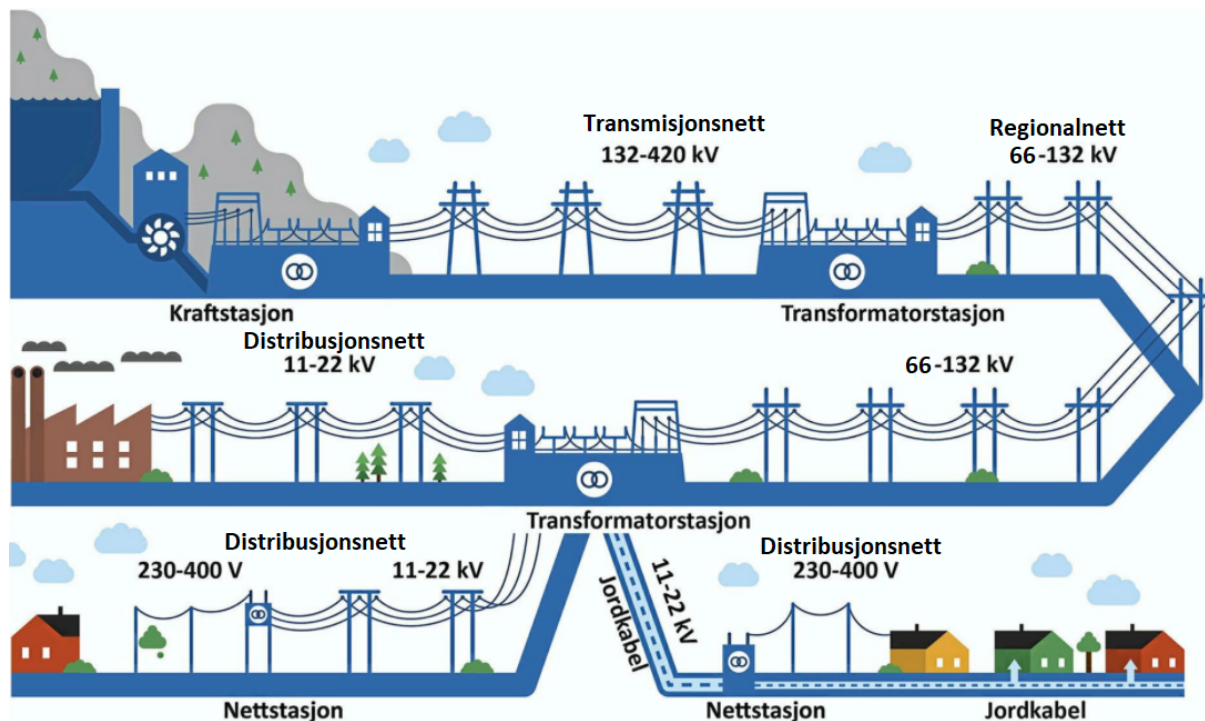 Transmisjonsnett
132-420 kV
Regionalnett
66-132 kV
Kraftstasjon
Transformatorstasjon
Distribusjonsnett
11-22 kV
66-132 kV
Transformatorstasjon
Distribusjonsnett
230-400 V
11-22 kV
Jordkabel
11-22 kV
Distribusjonsnett
230-400 V
Nettstasjon
Nettstasjon
Jordkabel